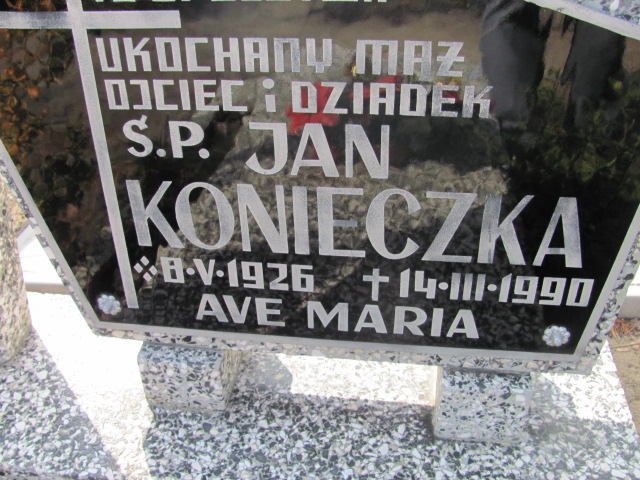 UKOCHANY MĄŻ
OJCIEC i DZIADEK
Ś.P. JAN
KONIECZKA
8·V·1926 †14·III·1990
AVE MARIA